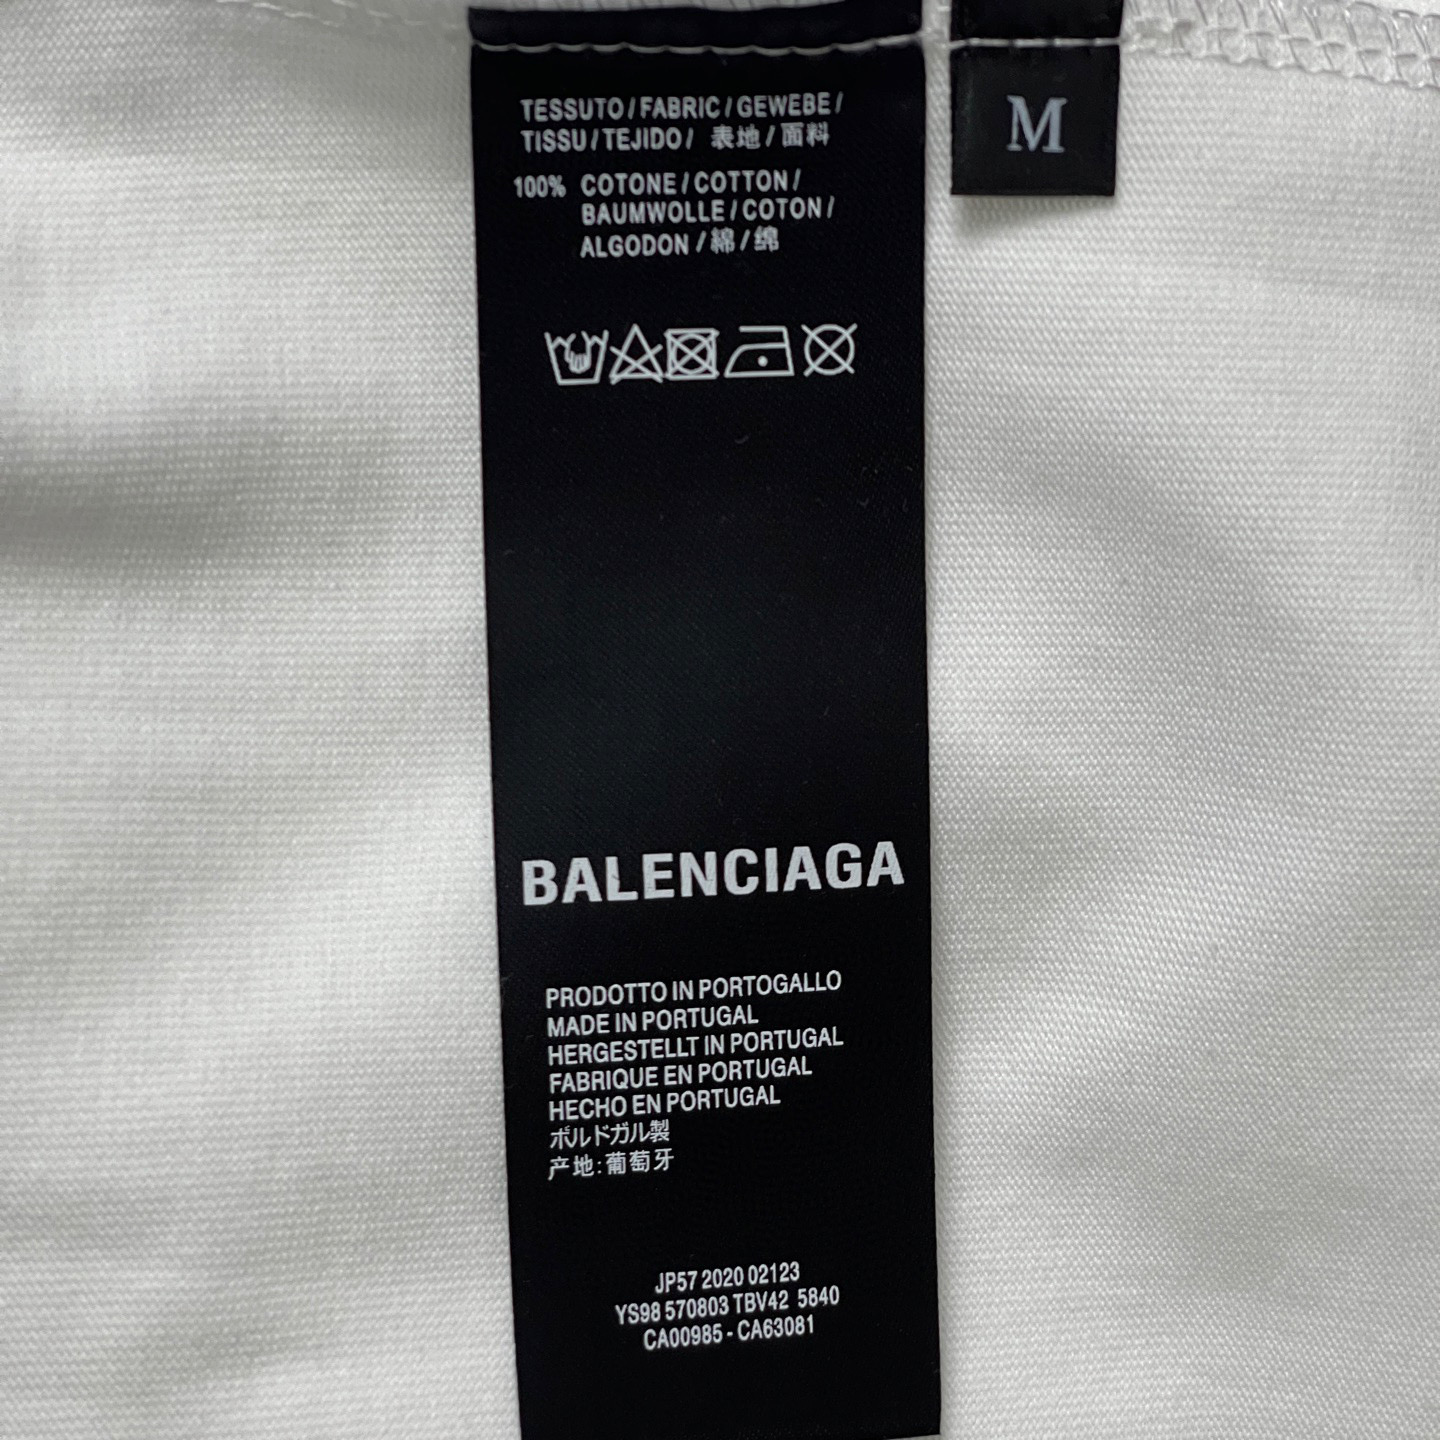 TESSUTO / FABRIC / GEWEBE /
TISSU / TEJIDO / 表地 / 面料
100% COTONE / COTTON /
BAUMWOLLE / COTON /
ALGODON / 綿 / 绵
M
BALENCIAGA
PRODOTTO IN PORTOGALLO
MADE IN PORTUGAL
HERGESTELLT IN PORTUGAL
FABRIQUE EN PORTUGAL
HECHO EN PORTUGAL
ポルドガル製
产地:葡萄牙
JP57 2020 02123
YS98 570803 TBV42 5840
CA00985 - CA63081